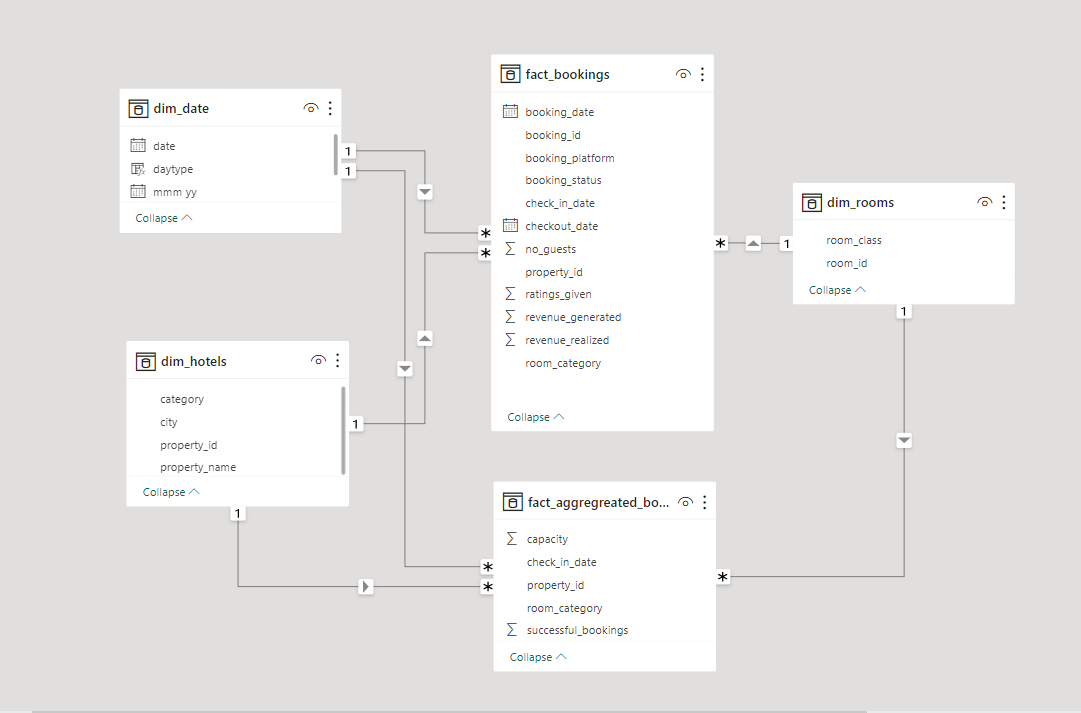 dim_date
date
daytype
mmm yy
Collapse
1
1
fact_bookings
booking_date
booking_id
booking_platform
booking_status
check_in_date
checkout_date
no_guests
property_id
ratings_given
revenue_generated
revenue_realized
room_category
Collapse
*
*
*
1
dim_rooms
room_class
room_id
Collapse
1
dim_hotels
category
city
property_id
property_name
Collapse
1
1
fact_aggregreated_bo...
capacity
check_in_date
property_id
room_category
successful_bookings
Collapse
*
*
*